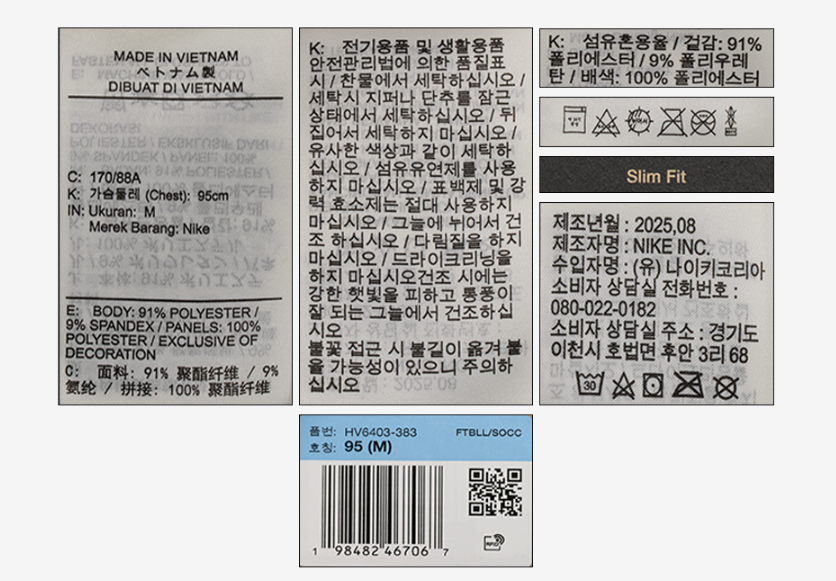 MADE IN VIETNAM
ベトナム製
DIBUAT DI VIETNAM
C: 170/88A
K: 가슴둘레 (Chest): 95cm
IN: Ukuran: M
Merek Barang: Nike
E: BODY: 91% POLYESTER /
9% SPANDEX / PANELS: 100%
POLYESTER / EXCLUSIVE OF
DECORATION
C: 面料: 91% 聚酯纤维 / 9%
氨纶 / 拼接: 100% 聚酯纤维
K: 전기용품 및 생활용품
안전관리법에 의한 품질표
시 / 찬물에서 세탁하십시오 /
세탁시 지퍼나 단추를 잠근
상태에서 세탁하십시오 / 뒤
집어서 세탁하지 마십시오 /
유사한 색상과 같이 세탁하
십시오 / 섬유유연제를 사용
하지 마십시오 / 표백제 및 강
력 효소제는 절대 사용하지
마십시오 / 그늘에 뉘어서 건
조 하십시오 / 다림질을 하지
마십시오 / 드라이크리닝을
하지 마십시오건조 시에는
강한 햇빛을 피하고 통풍이
잘 되는 그늘에서 건조하십
시오
불꽃 접근 시 불길이 옮겨 붙
을 가능성이 있으니 주의하
십시오
K: 섬유혼용율 / 겉감: 91%
폴리에스터 / 9% 폴리우레
탄 / 배색: 100% 폴리에스터
Slim Fit
제조년월 : 2025,08
제조자명 : NIKE INC.
수입자명 : (유) 나이키코리아
소비자 상담실 전화번호 :
080-022-0182
소비자 상담실 주소 : 경기도
이천시 호법면 후안 3리 68
30
품번: HV6403-383 FTBLL/SOCC
호칭: 95 (M)
1 98482 46706 7